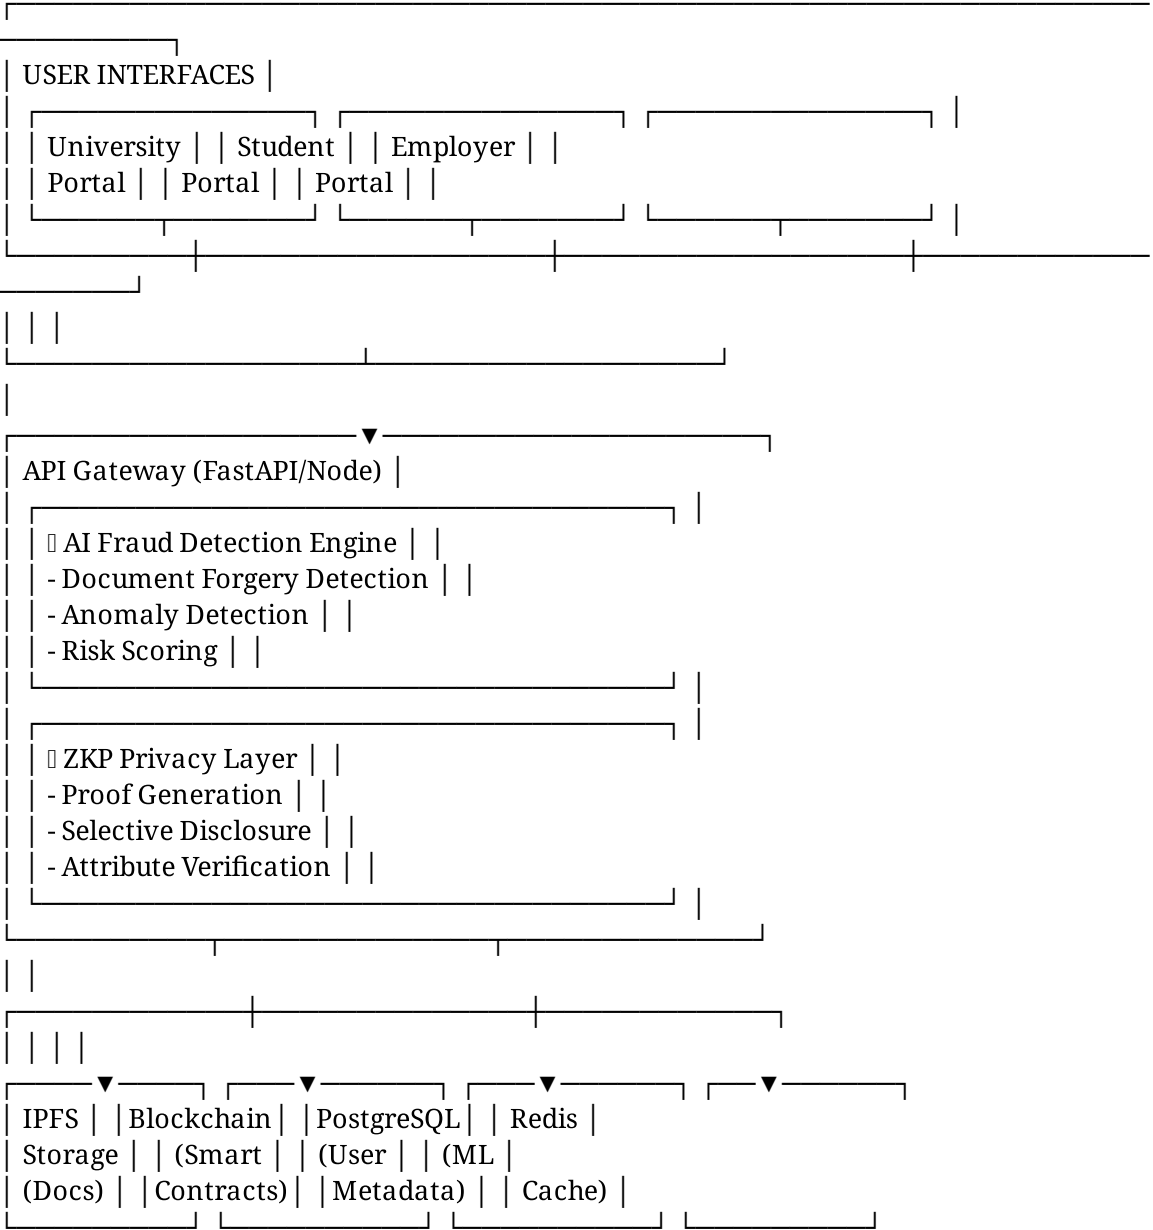 USER INTERFACES
University │ │ Student │ │ Employer
Portal │ │ Portal │ │ Portal
▼
API Gateway (FastAPI/Node)
AI Fraud Detection Engine
- Document Forgery Detection
- Anomaly Detection
- Risk Scoring
ZKP Privacy Layer
- Proof Generation
- Selective Disclosure
- Attribute Verification
▼ ▼ ▼ ▼
IPFS │ │Blockchain│ │PostgreSQL│ │ Redis
Storage │ │ (Smart │ │ (User │ │ (ML
(Docs) │ │Contracts)│ │Metadata) │ │ Cache)